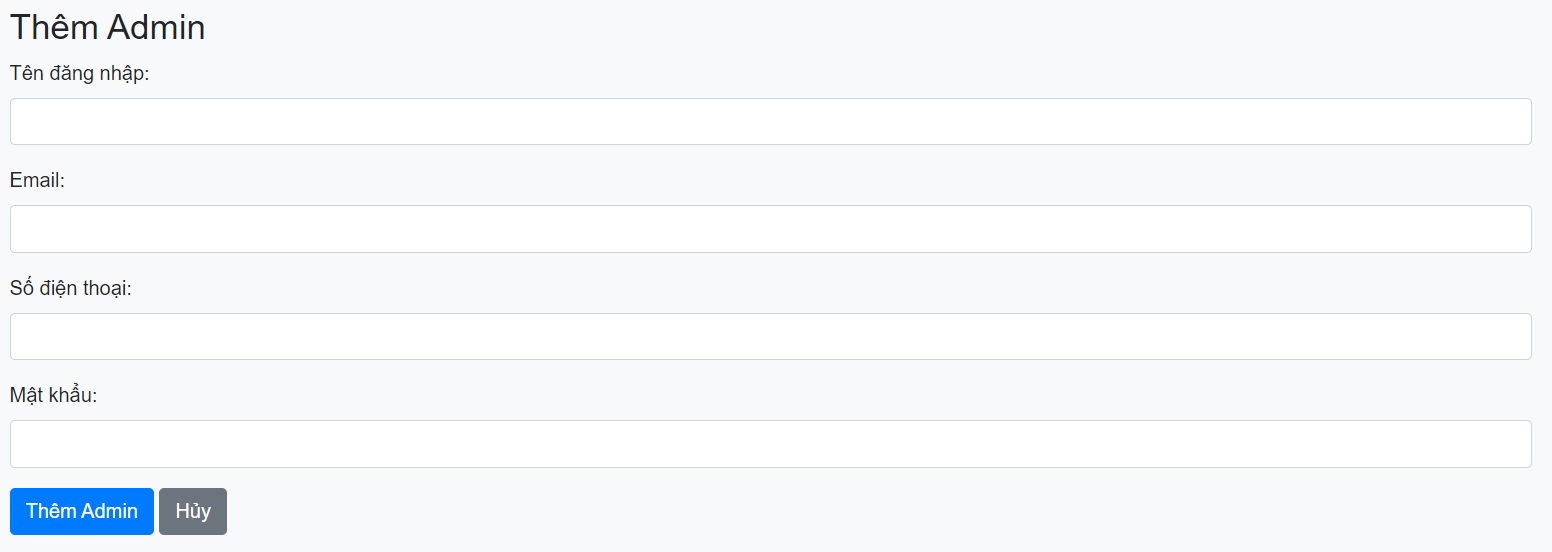 Thêm Admin
Tên đăng nhập:
Email:
Số điện thoại:
Mật khẩu:
Thêm Admin Hủy